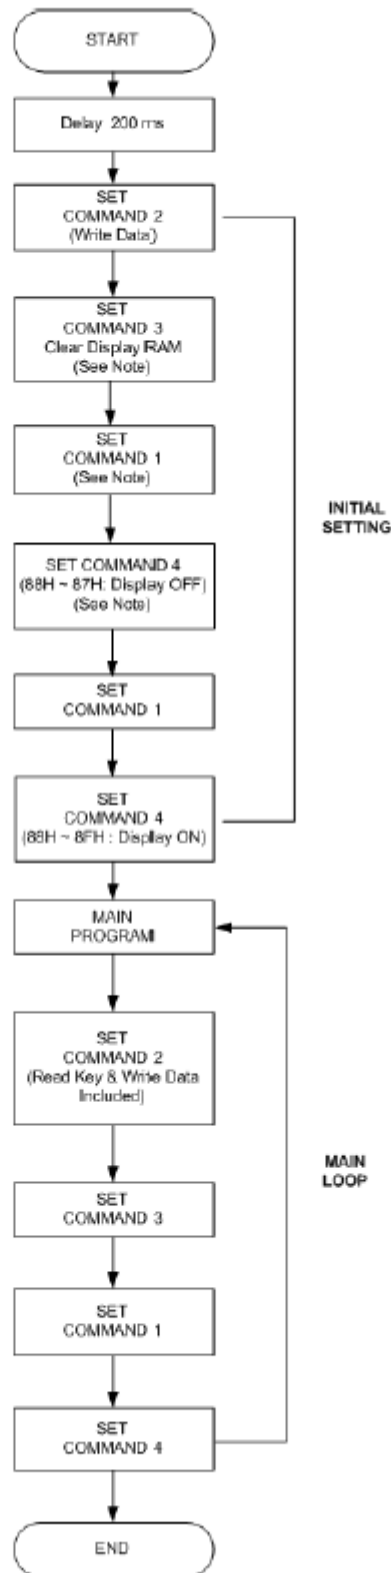 START
Delay 200 ms
SET
COMMAND 2
(Write Data)
SET
COMMAND 3
Clear Display RAM
(See Note)
SET
COMMAND 1
(See Note)
INITIAL
SETTING
SET COMMAND 4
(88H ~ 87H: Display OFF)
(See Note)
SET
COMMAND 1
SET
COMMAND 4
(88H ~ 8FH : Display ON)
MAIN
PROGRAM
SET
COMMAND 2
(Read Key & Write Data
Included)
MAIN
LOOP
SET
COMMAND 3
SET
COMMAND 1
SET
COMMAND 4
END